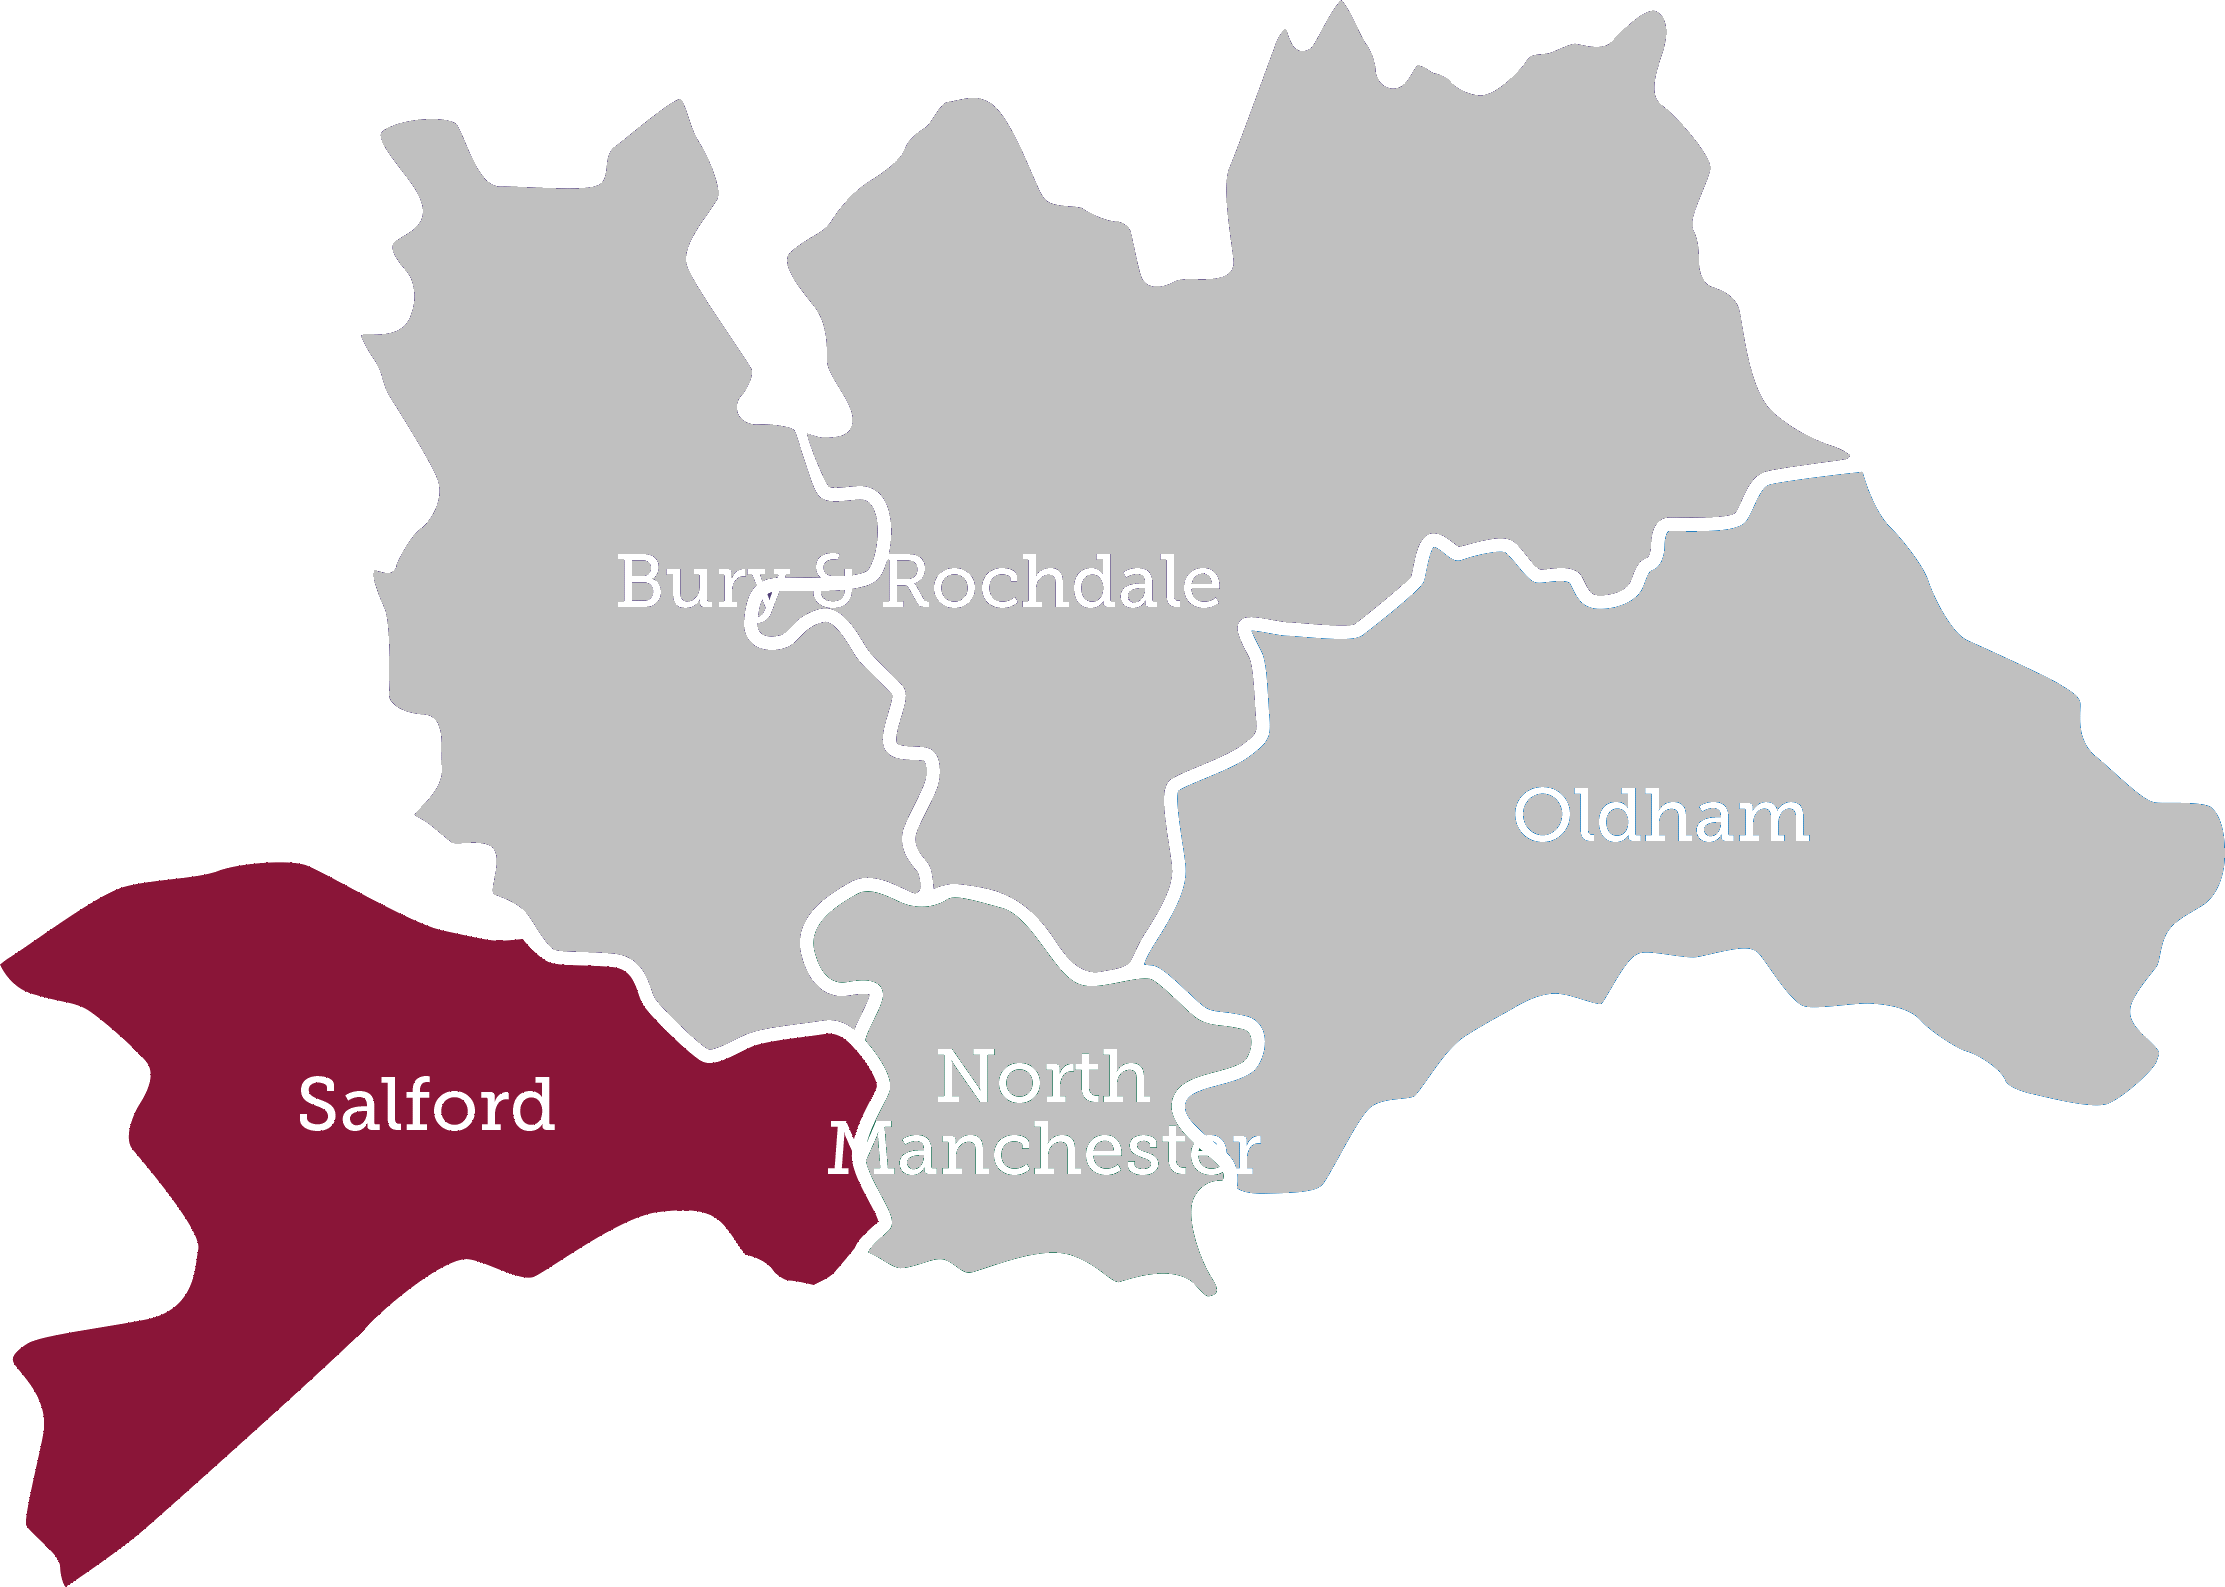 Bury & Rochdale
Oldham
North
Manchester
Salford